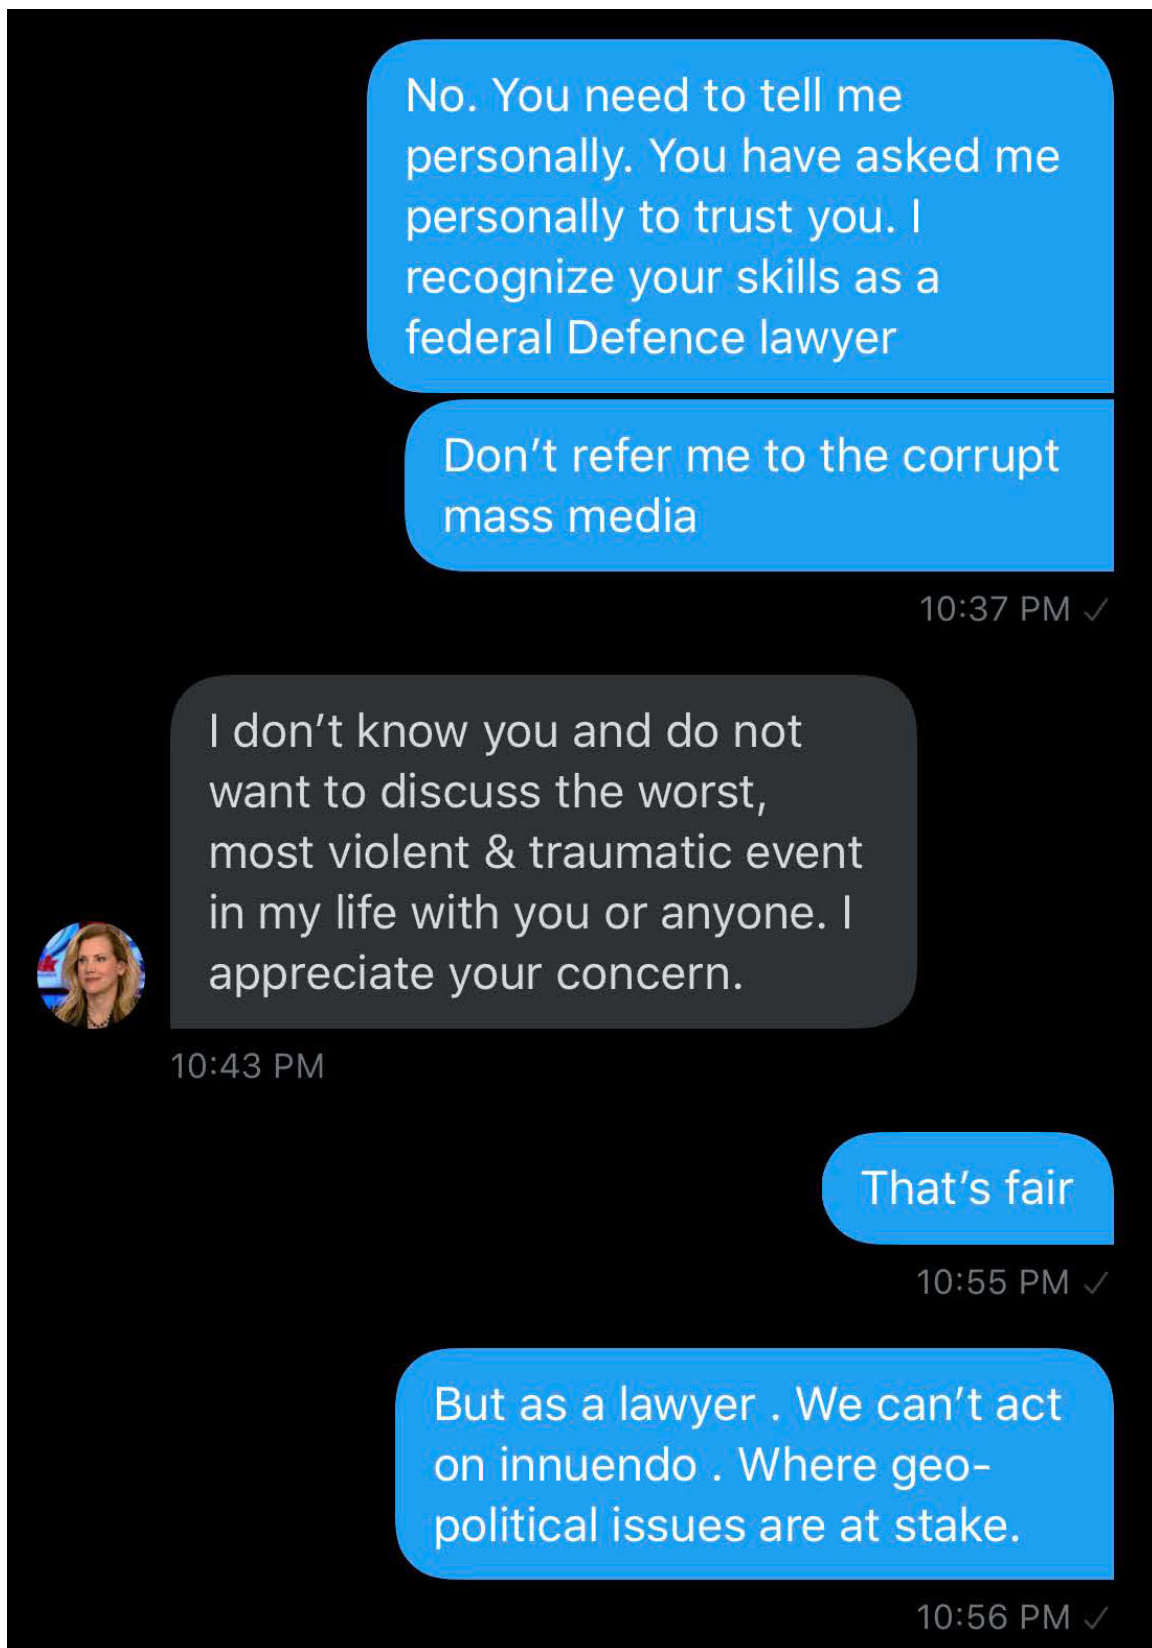 No. You need to tell me
personally. You have asked me
personally to trust you. I
recognize your skills as a
federal Defence lawyer
Don't refer me to the corrupt
mass media
10:37 PM ✓
I don't know you and do not
want to discuss the worst,
most violent & traumatic event
in my life with you or anyone. I
appreciate your concern.
10:43 PM
That's fair
10:55 PM ✓
But as a lawyer . We can't act
on innuendo . Where geo-
political issues are at stake.
10:56 PM ✓